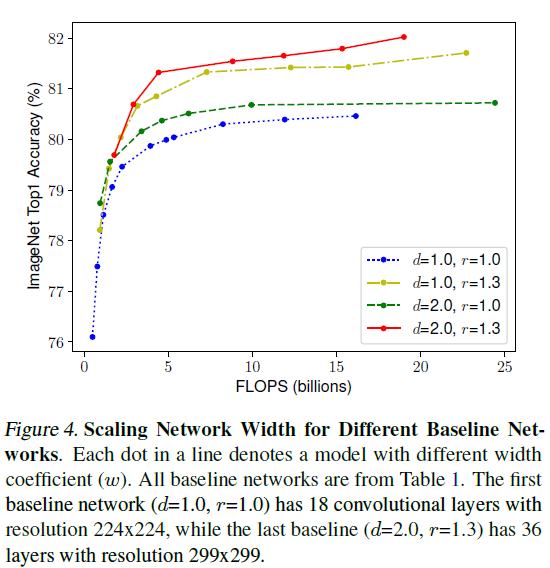 82
81
80
79
78
77
76
ImageNet Top1 Accuracy (%)
d=1.0, r=1.0
d=1.0, r=1.3
d=2.0, r=1.0
d=2.0, r=1.3
0 5 10 15 20 25
FLOPS (billions)
Figure 4. Scaling Network Width for Different Baseline Net-
works. Each dot in a line denotes a model with different width
coefficient (w). All baseline networks are from Table 1. The first
baseline network (d=1.0, r=1.0) has 18 convolutional layers with
resolution 224x224, while the last baseline (d=2.0, r=1.3) has 36
layers with resolution 299x299.